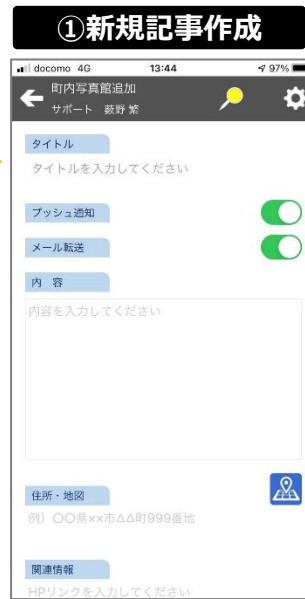 ①新規記事作成
docomo 4G 13:44 97%
町内写真館追加
サポート 薮野 繁
タイトル
タイトルを入力してください
プッシュ通知
メール転送
内 容
内容を入力してください
住所・地図
例）〇〇県××市△△町999番地
関連情報
HPリンクを入力してください